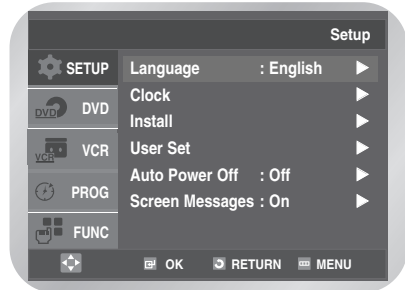 Setup
SETUP
Language : English ►
DVD DVD
Clock ►
Install ►
VCR VCR
User Set ►
Auto Power Off : Off ►
PROG
Screen Messages : On ►
FUNC
OK RETURN MENU